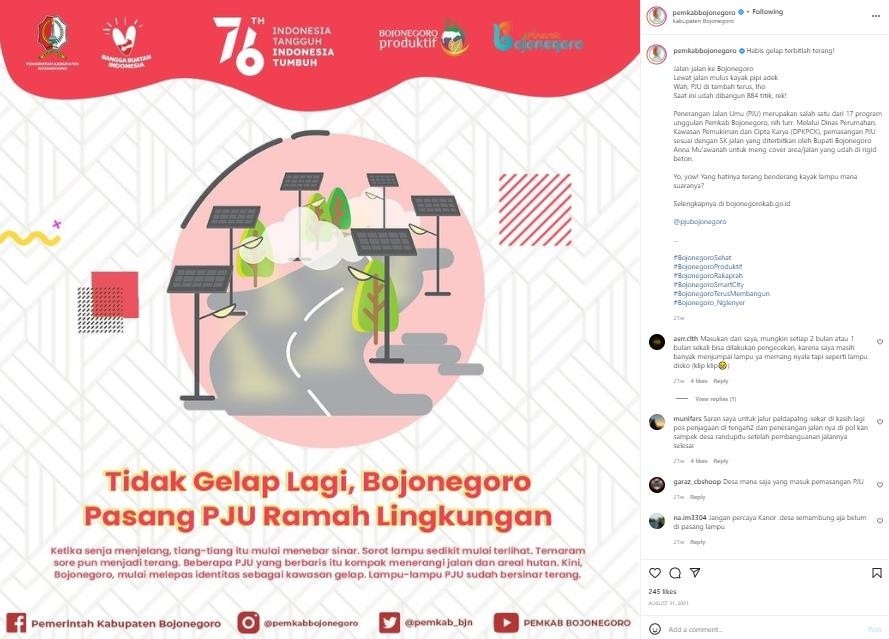 PEMERINTAH KABUPATEN
BOJONEGORO
BANGGA BUATAN
INDONESIA
76TH
INDONESIA
TANGGUH
INDONESIA
TUMBUH
BOJONEGORO
produktif
Pinarak
Bojonegoro
Tidak Gelap Lagi, Bojonegoro
Pasang PJU Ramah Lingkungan
Ketika senja menjelang, tiang-tiang itu mulai menebar sinar. Sorot lampu sedikit mulai terlihat. Temaram
sore pun menjadi terang. Beberapa PJU yang berbaris itu kompak menerangi jalan dan areal hutan. Kini,
Bojonegoro, mulai melepas identitas sebagai kawasan gelap. Lampu-lampu PJU sudah bersinar terang.
Pemerintah Kabupaten Bojonegoro
@pemkabbojonegoro
@pemkab_bjn
PEMKAB BOJONEGORO
pemkabbojonegoro • Following
Kabupaten Bojonegoro
pemkabbojonegoro Habis gelap terbitlah terang!
Jalan-jalan ke Bojonegoro
Lewat jalan mulus kayak pipi adek
Wah, PJU di tambah terus, lho
Saat ini udah dibangun 884 titik, rek!
Penerangan Jalan Umu (PJU) merupakan salah satu dari 17 program
unggulan Pemkab Bojonegoro, nih lurr. Melalui Dinas Perumahan,
Kawasan Pemukiman dan Cipta Karya (DPKPCK), pemasangan PJU
sesuai dengan SK jalan yang diterbitkan oleh Bupati Bojonegoro
Anna Mu'awanah untuk meng cover area/jalan yang udah di rigid
beton.
Yo, yow! Yang hatinya terang benderang kayak lampu mana
suaranya?
Selengkapnya di bojonegorokab.go.id
@pjubojonegoro
...
#BojonegoroSehat
#BojonegoroProduktif
#BojonegoroRakaprah
#BojonegoroSmartCity
#BojonegoroTerusMembangun
#Bojonegoro_Nglenyer
21w
asrr.clth Masukan dari saya, mungkin setiap 2 bulan atau 1
bulan sekali bisa dilakukan pengecekan, karena saya masih
banyak menjumpai lampu ya memang nyala tapi seperti lampu
disko (klip klip😅)
21w 4 likes Reply
View replies (1)
munifars Saran saya untuk jalur paldapalng -sekar di kasih lagi
pos penjagaan di tengah2 dan penerangan jalan nya di pol kan
sampek desa randupitu setelah pembanguanan jalannya
selesai
21w 4 likes Reply
garaz_cbshoop Desa mana saja yang masuk pemasangan PJU
21w Reply
na.im3304 Jangan percaya Kanor .desa semambung aja belum
di pasang lampu
21w Reply
245 likes
AUGUST 31, 2021
Add a comment...
Post